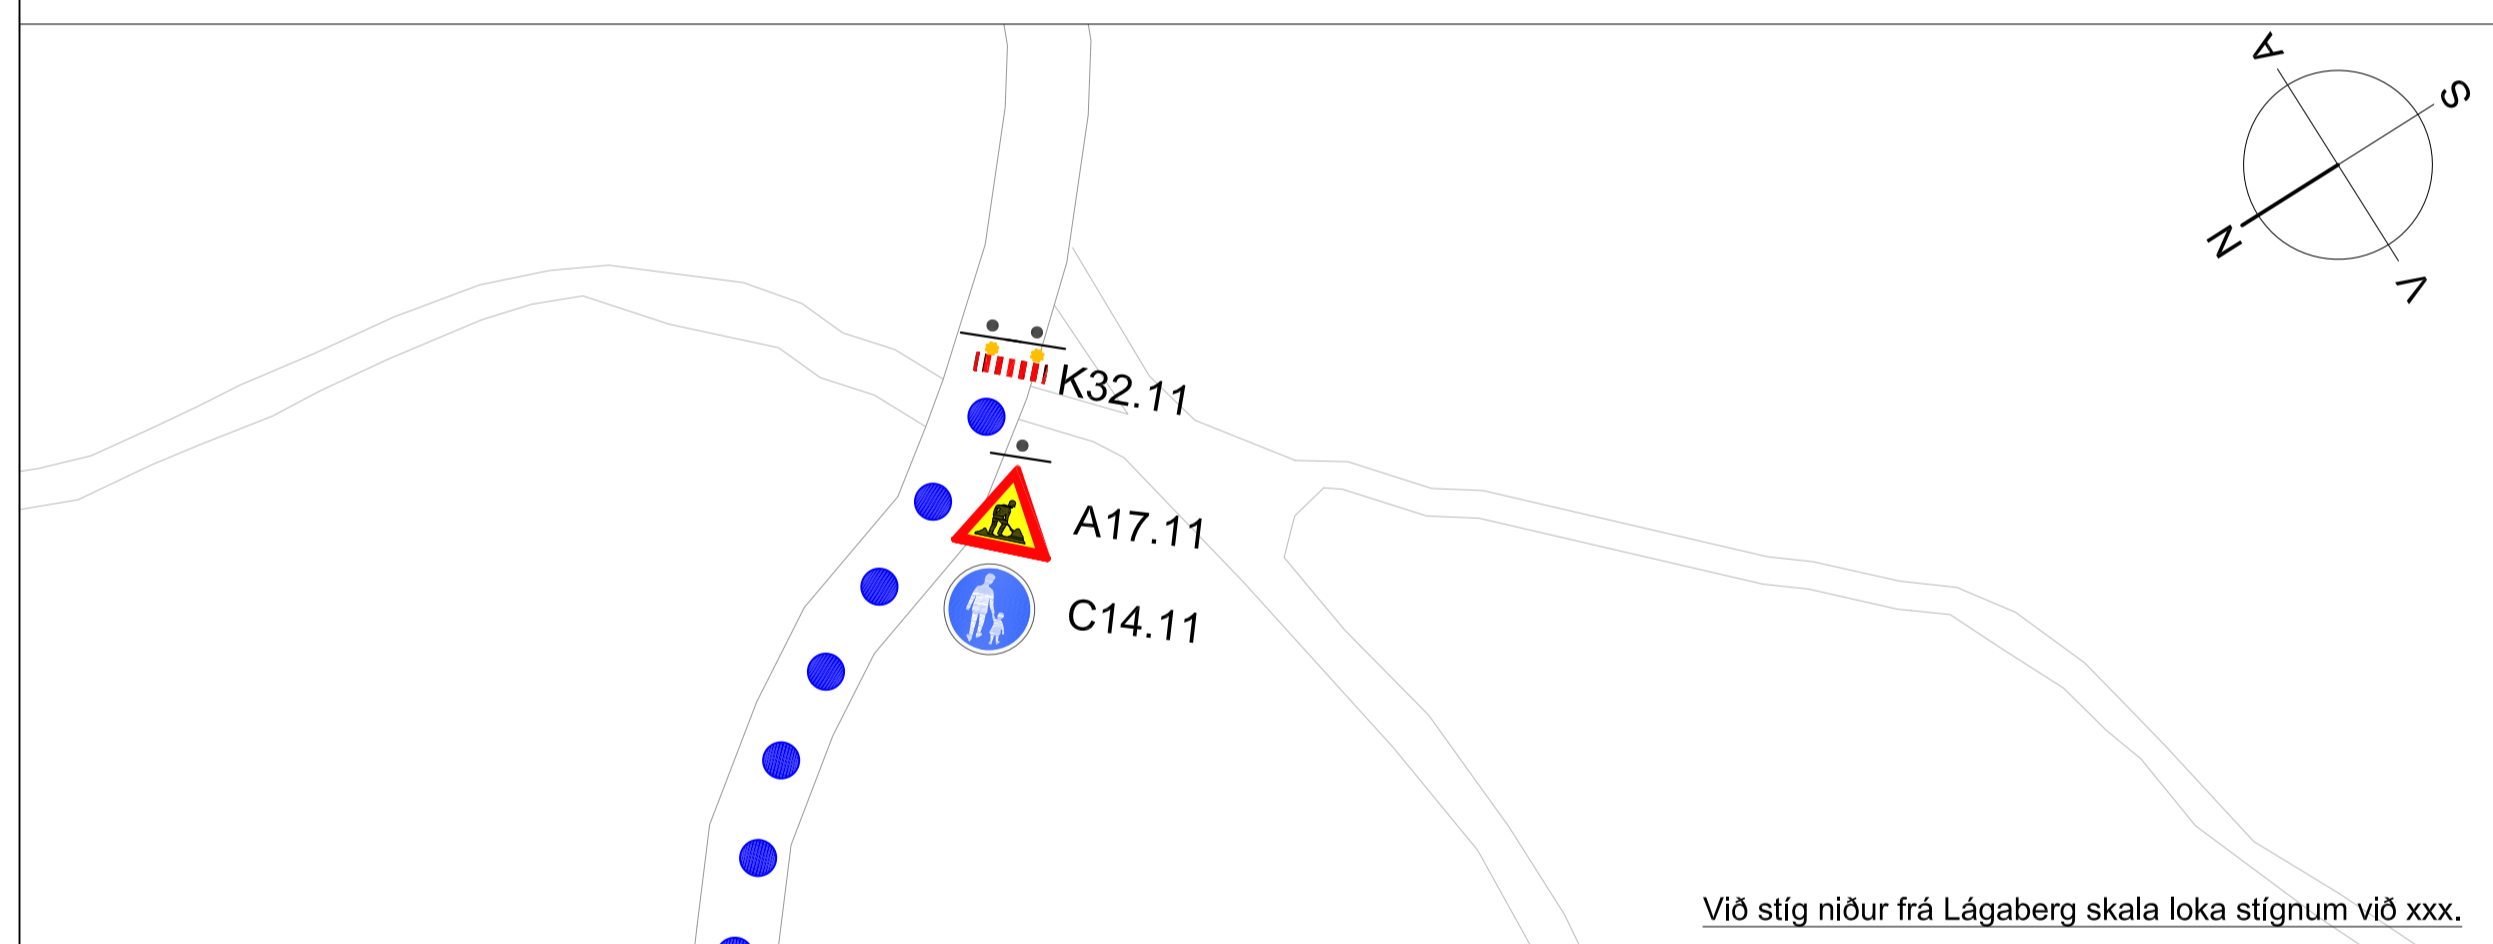 A
S
N
V
K32.11
A17.11
C14.11
Við stíg niður frá Lágaberg skala loka stígnum við xxx.